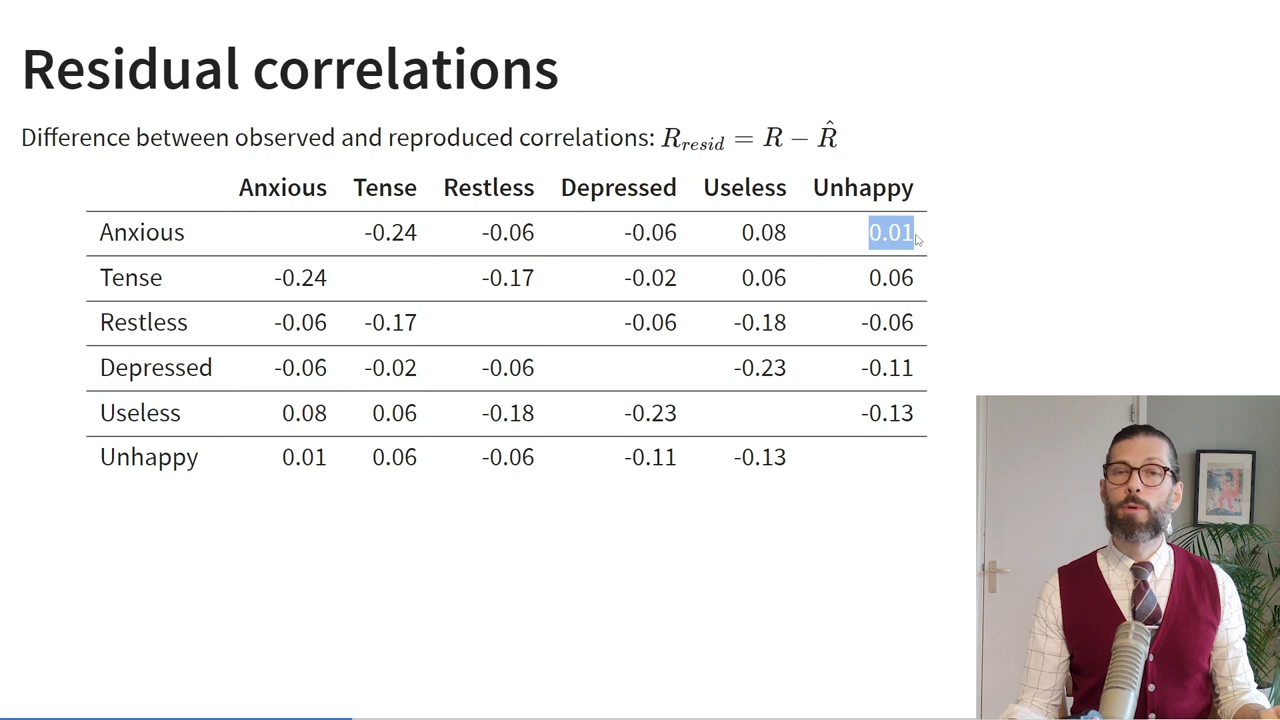 Residual correlations
Difference between observed and reproduced correlations: R_resid = R − R̂
Anxious Tense Restless Depressed Useless Unhappy
Anxious -0.24 -0.06 -0.06 0.08 0.01
Tense -0.24 -0.17 -0.02 0.06 0.06
Restless -0.06 -0.17 -0.06 -0.18 -0.06
Depressed -0.06 -0.02 -0.06 -0.23 -0.11
Useless 0.08 0.06 -0.18 -0.23 -0.13
Unhappy 0.01 0.06 -0.06 -0.11 -0.13